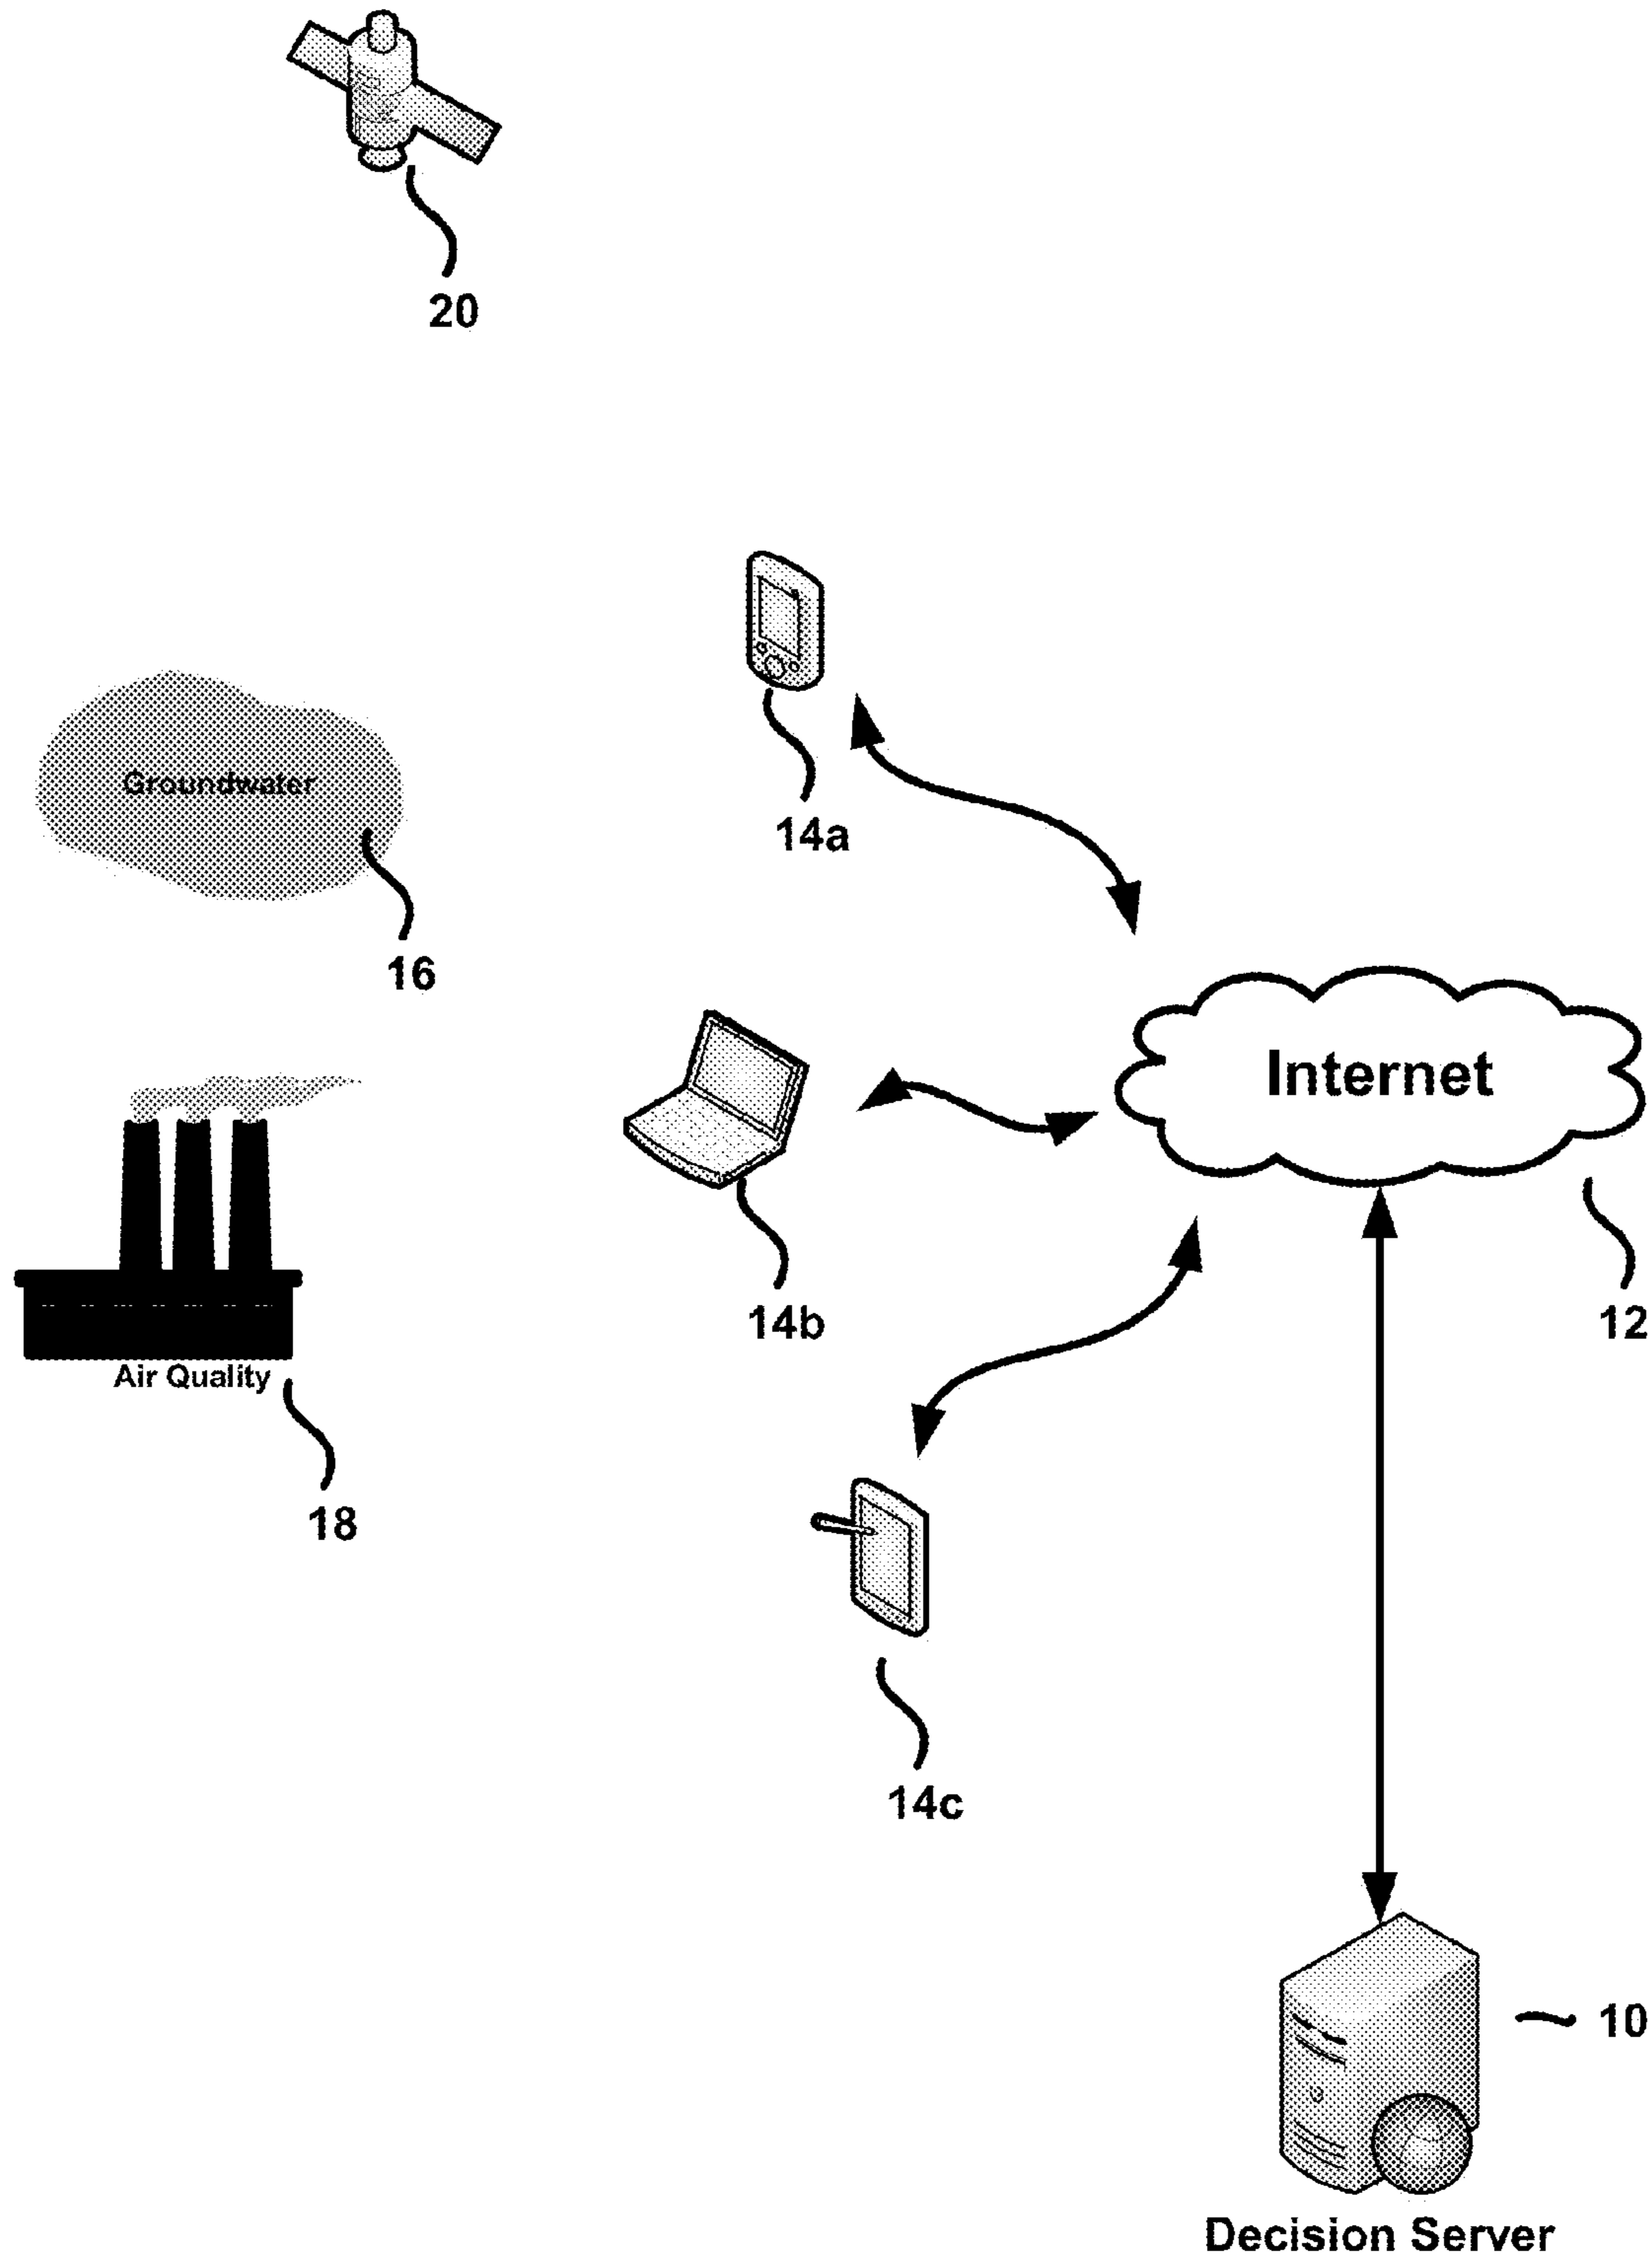 20
14a
Groundwater
16
Internet
14b
12
Air Quality
18
14c
10
Decision Server